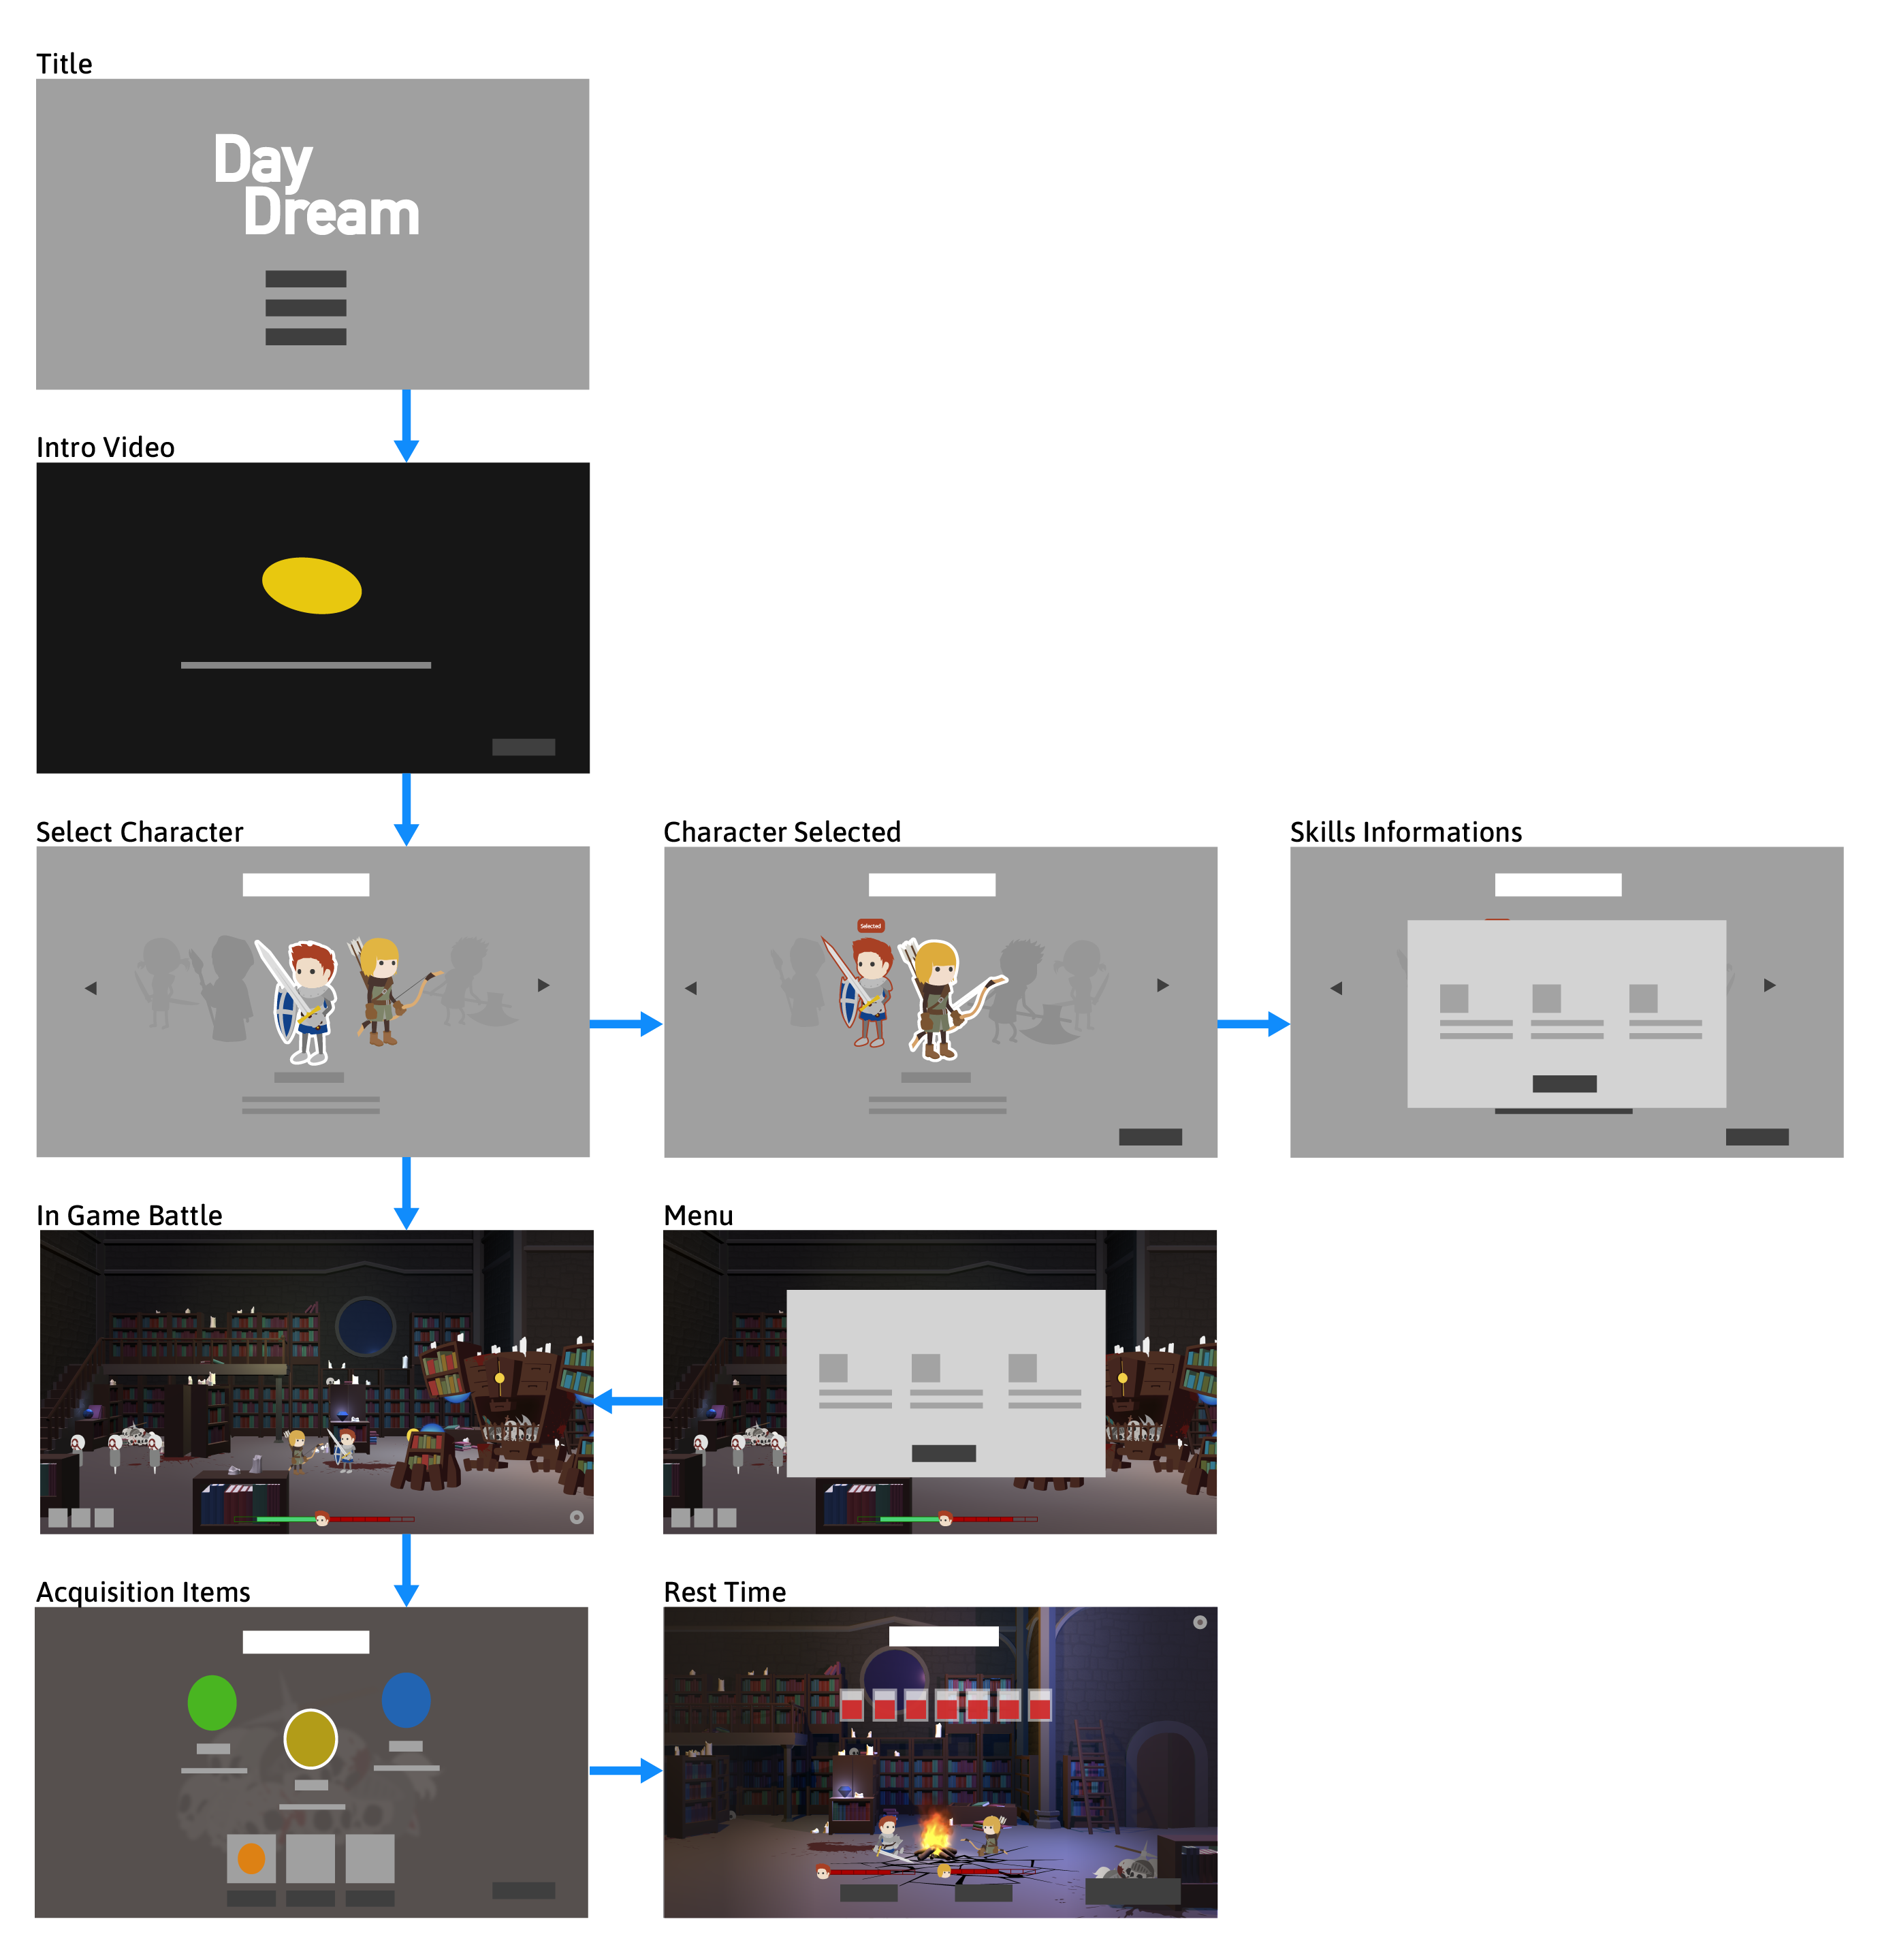 Title
Day
Dream
Intro Video
Select Character
Character Selected
Skills Informations
Selected
In Game Battle
Menu
Acquisition Items
Rest Time